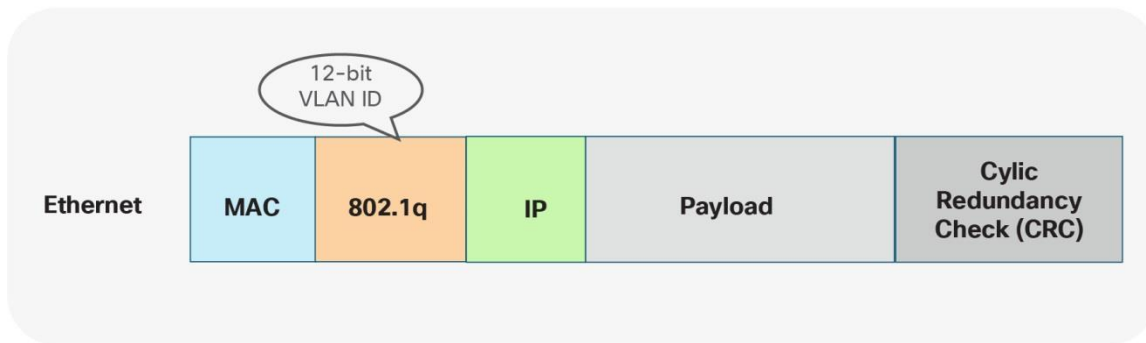 12-bit
VLAN ID
Ethernet
MAC
802.1q
IP
Payload
Cylic
Redundancy
Check (CRC)